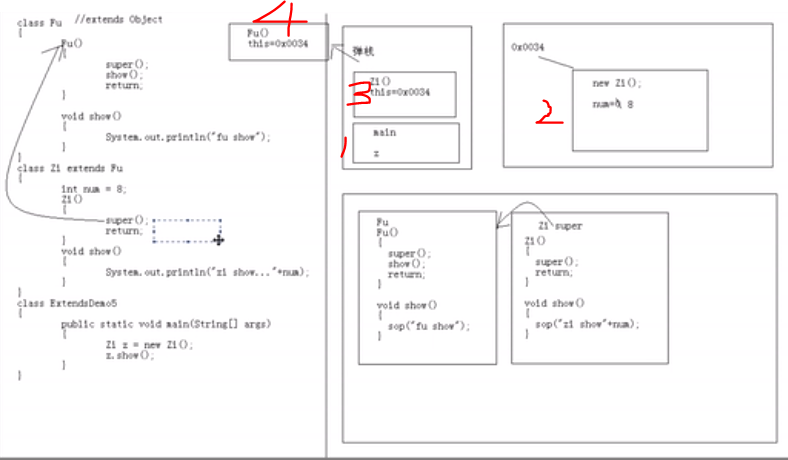 class Fu //extends Object
{
Fu()
{
super();
show();
return;
}
void show()
{
System.out.println("fu show");
}
}
class Zi extends Fu
{
int num = 8;
Zi()
{
super();
return;
}
void show()
{
System.out.println("zi show..."+num);
}
}
class ExtendsDemo5
{
public static void main(String[] args)
{
Zi z = new Zi();
z.show();
}
}
4
Fu()
this=0x0034
弹栈
3
Zi()
this=0x0034
1
main
z
0x0034
2
new Zi();
num=0 8
Fu
Fu()
{
super();
show();
return;
}
void show()
{
sop("fu show");
}
Zi super
Zi()
{
super();
return;
}
void show()
{
sop("zi show"+num);
}